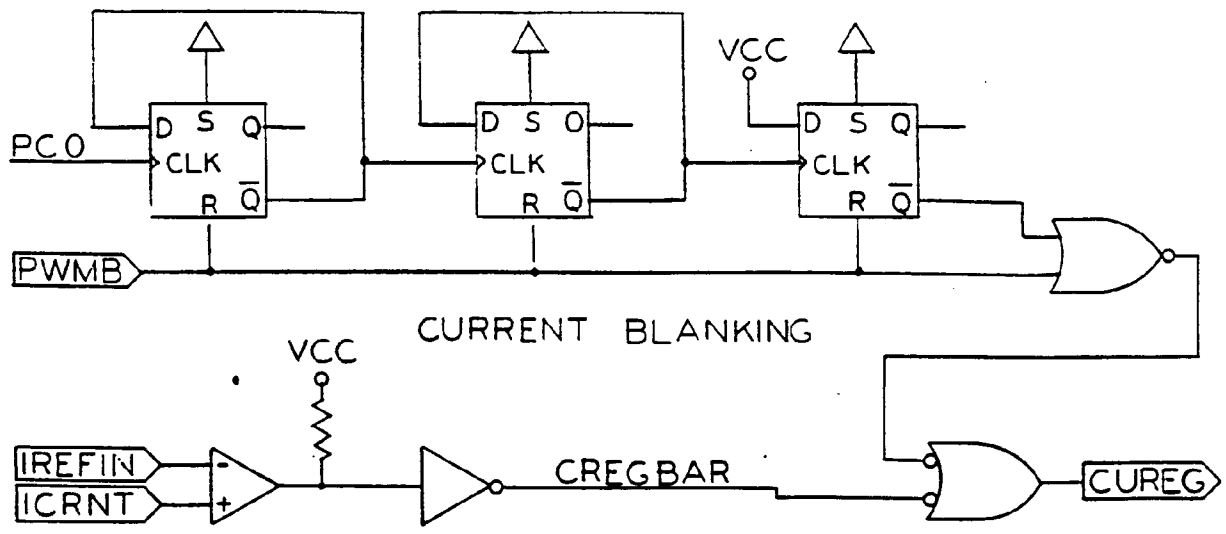 VCC
D S Q
D S O
D S Q
PC0
CLK
CLK
CLK
R Q̅
R Q̅
R Q̅
PWMB
CURRENT BLANKING
VCC
IREFIN
-
CREGBAR
ICRNT
+
CUREG